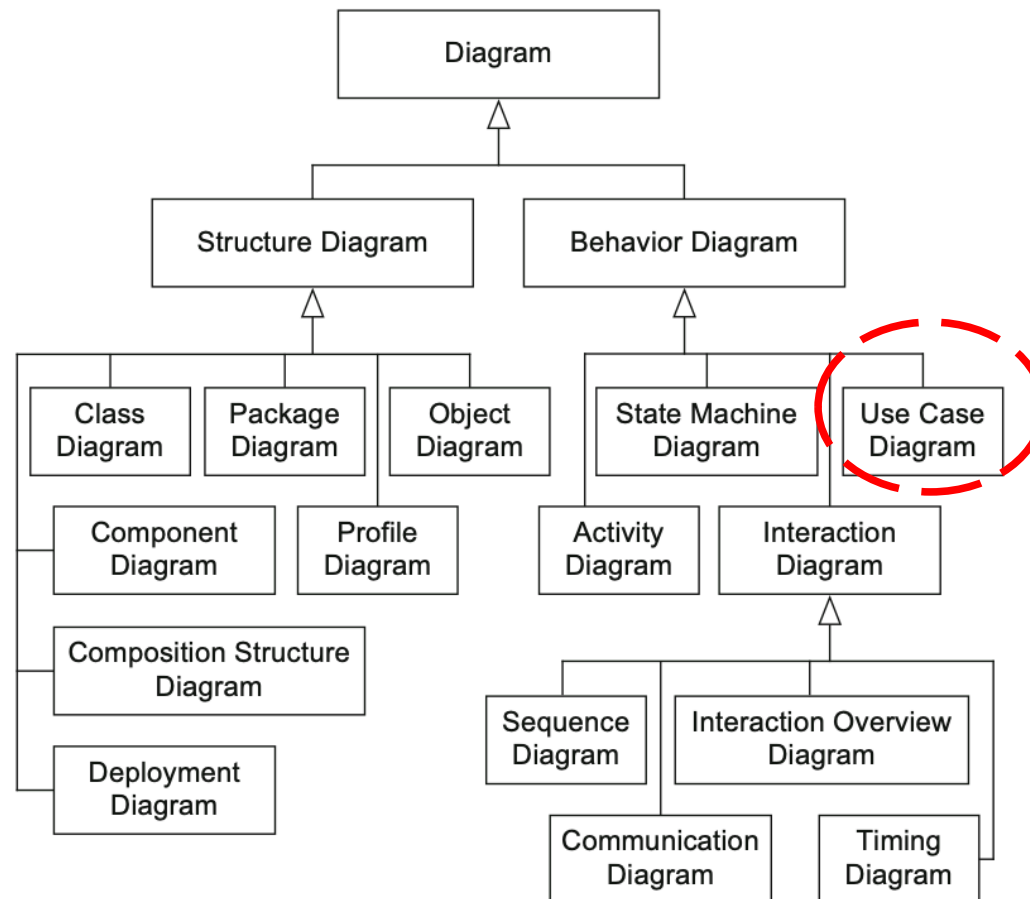 Diagram
Structure Diagram
Behavior Diagram
Class
Diagram
Package
Diagram
Object
Diagram
State Machine
Diagram
Use Case
Diagram
Component
Diagram
Profile
Diagram
Activity
Diagram
Interaction
Diagram
Composition Structure
Diagram
Sequence
Diagram
Interaction Overview
Diagram
Deployment
Diagram
Communication
Diagram
Timing
Diagram